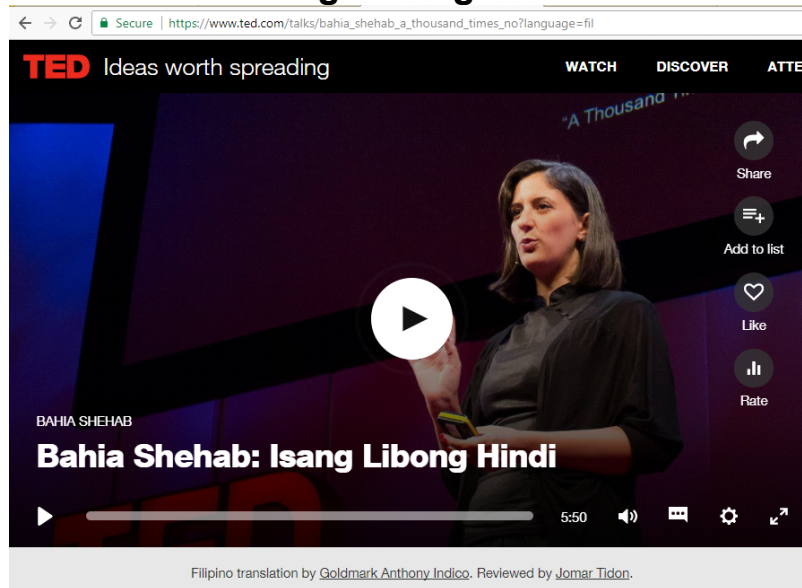 Secure | https://www.ted.com/talks/bahia_shehab_a_thousand_times_no?language=fil
TED Ideas worth spreading WATCH DISCOVER ATTE
"A Thousand
Share
Add to list
Like
Rate
BAHIA SHEHAB
Bahia Shehab: Isang Libong Hindi
5:50
TED
Filipino translation by Goldmark Anthony Indico. Reviewed by Jomar Tidon.